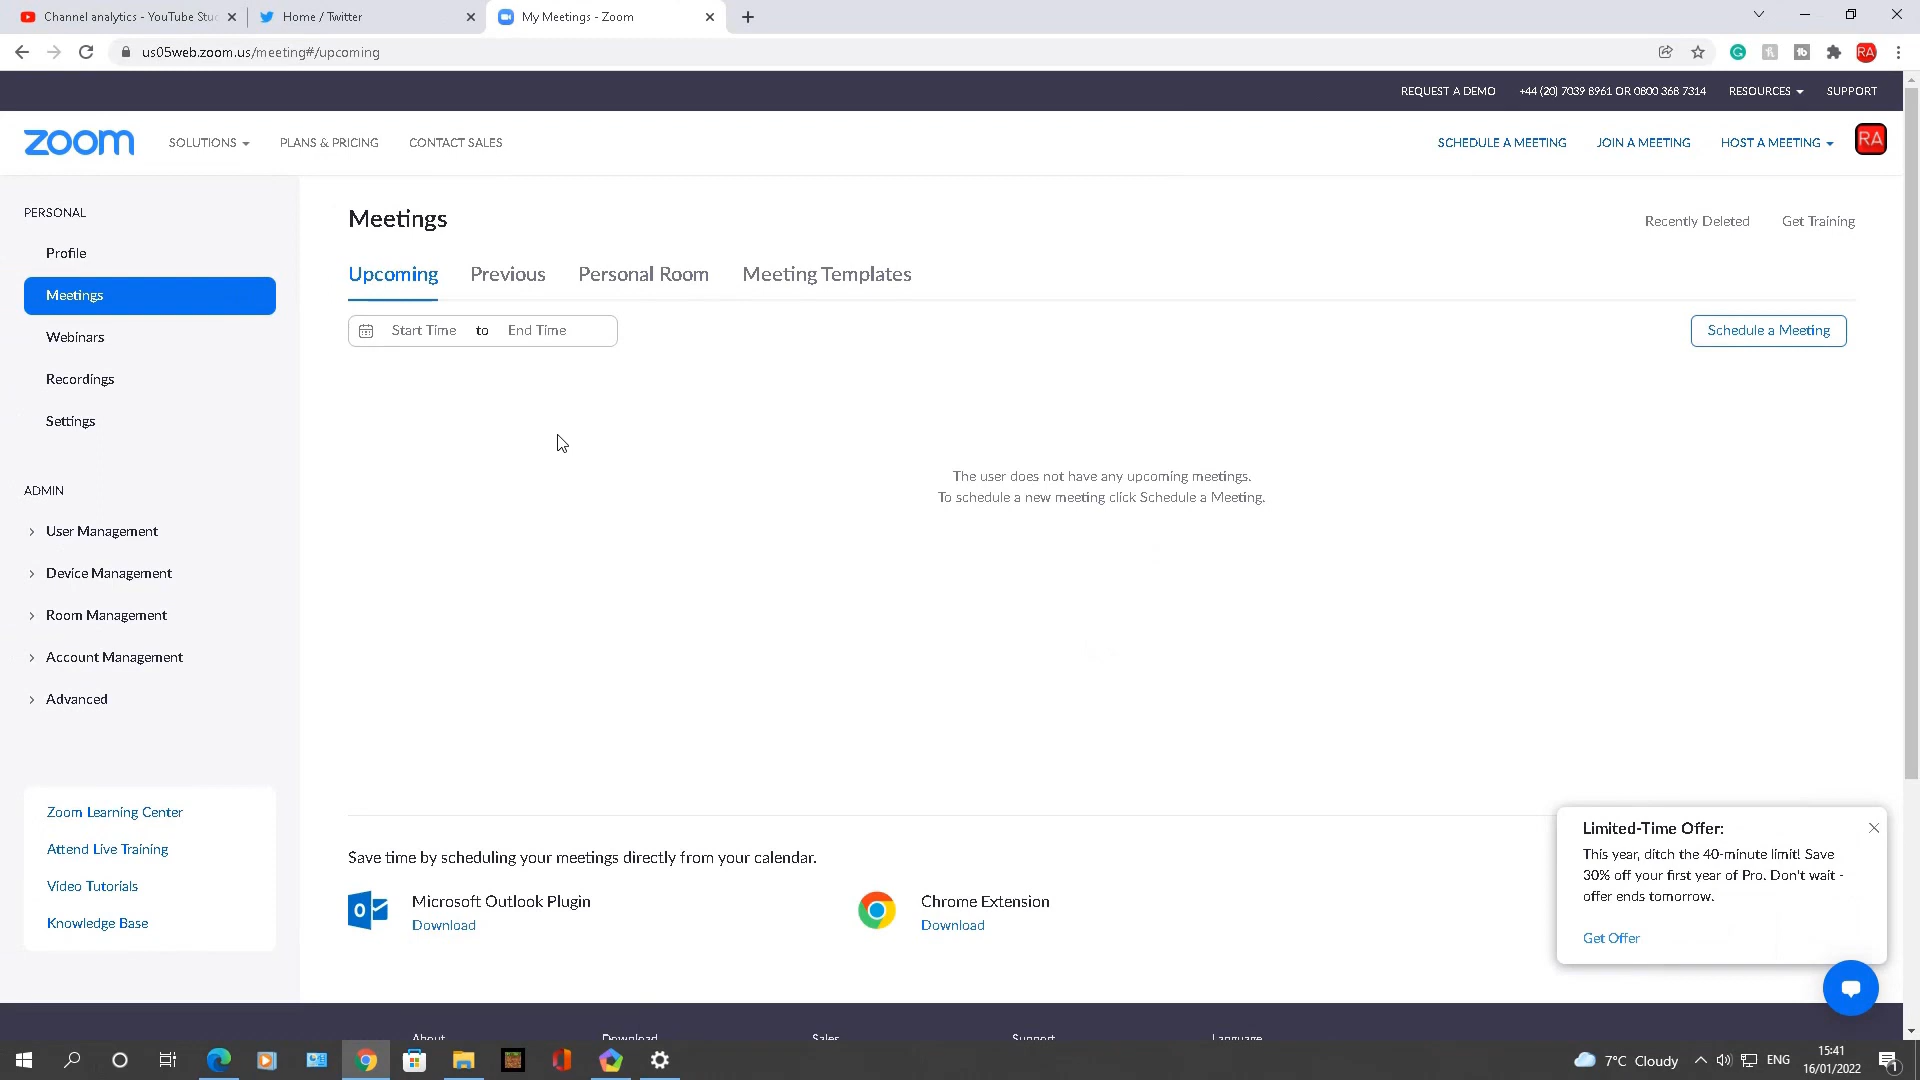 Channel analytics - YouTube Stu
Home / Twitter
My Meetings - Zoom
us05web.zoom.us/meeting#/upcoming
RA
REQUEST A DEMO
+44 (20) 7039 8961 OR 0800 368 7314
RESOURCES
SUPPORT
zoom
SOLUTIONS
PLANS & PRICING
CONTACT SALES
SCHEDULE A MEETING
JOIN A MEETING
HOST A MEETING
RA
PERSONAL
Profile
Meetings
Webinars
Recordings
Settings
ADMIN
User Management
Device Management
Room Management
Account Management
Advanced
Zoom Learning Center
Attend Live Training
Video Tutorials
Knowledge Base
Meetings
Recently Deleted
Get Training
Upcoming
Previous
Personal Room
Meeting Templates
Start Time to End Time
Schedule a Meeting
The user does not have any upcoming meetings.
To schedule a new meeting click Schedule a Meeting.
Save time by scheduling your meetings directly from your calendar.
Microsoft Outlook Plugin
Download
Chrome Extension
Download
Limited-Time Offer:
This year, ditch the 40-minute limit! Save
30% off your first year of Pro. Don't wait -
offer ends tomorrow.
Get Offer
About
Download
Sales
Support
Language
7°C Cloudy
ENG
15:41
16/01/2022
1